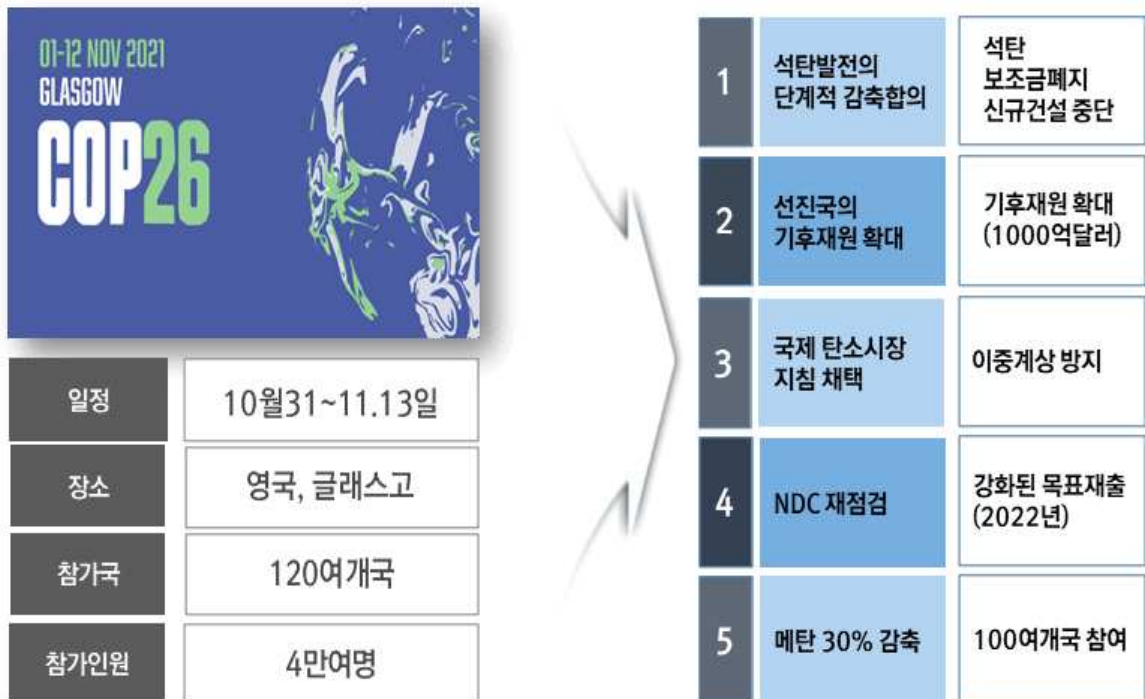 01-12 NOV 2021
GLASGOW
COP26
일정
10월31~11.13일
장소
영국, 글래스고
참가국
120여개국
참가인원
4만여명
1
석탄발전의
단계적 감축합의
석탄
보조금폐지
신규건설 중단
2
선진국의
기후재원 확대
기후재원 확대
(1000억달러)
3
국제 탄소시장
지침 채택
이중계상 방지
4
NDC 재점검
강화된 목표재출
(2022년)
5
메탄 30% 감축
100여개국 참여